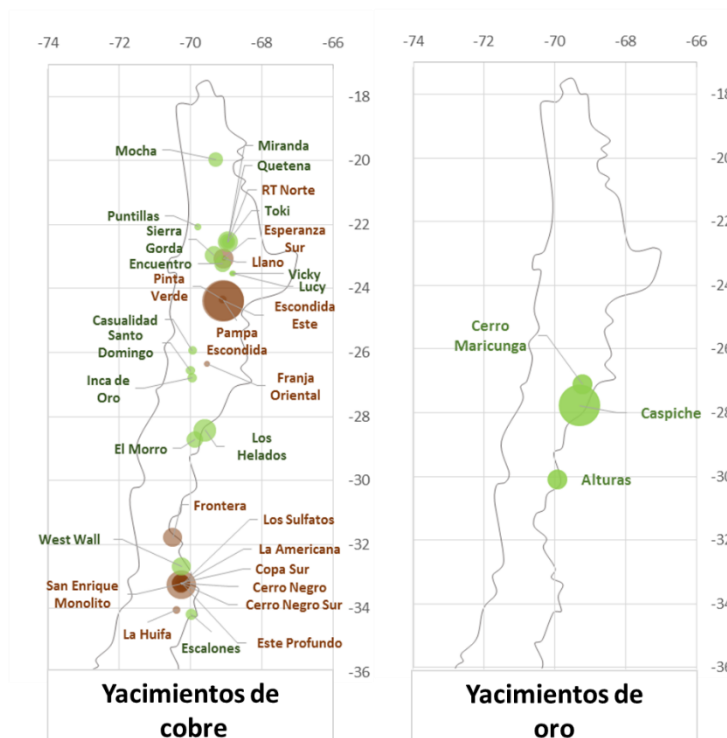 -74 -72 -70 -68 -66
-18
-20
-22
-24
-26
-28
-30
-32
-34
-36
Mocha
Miranda
Quetena
RT Norte
Toki
Puntillas
Sierra
Gorda
Esperanza
Sur
Encuentro
Llano
Pinta
Verde
Vicky
Lucy
Escondida
Este
Pampa
Escondida
Casualidad
Santo
Domingo
Inca de
Oro
Franja
Oriental
El Morro
Los
Helados
Frontera
West Wall
Los Sulfatos
La Americana
Copa Sur
Cerro Negro
Cerro Negro Sur
San Enrique
Monolito
La Huifa
Este Profundo
Escalones
Yacimientos de
cobre
-74 -72 -70 -68 -66
-18
-20
-22
-24
-26
-28
-30
-32
-34
-36
Cerro
Maricunga
Caspiche
Alturas
Yacimientos de
oro